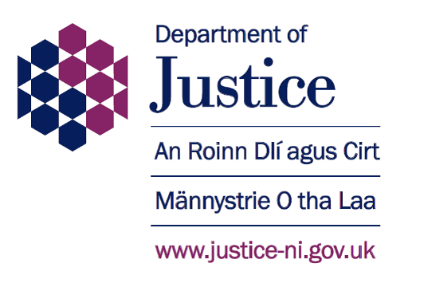 Department of
Justice
An Roinn Dlí agus Cirt
Männystrie O tha Laa
www.justice-ni.gov.uk